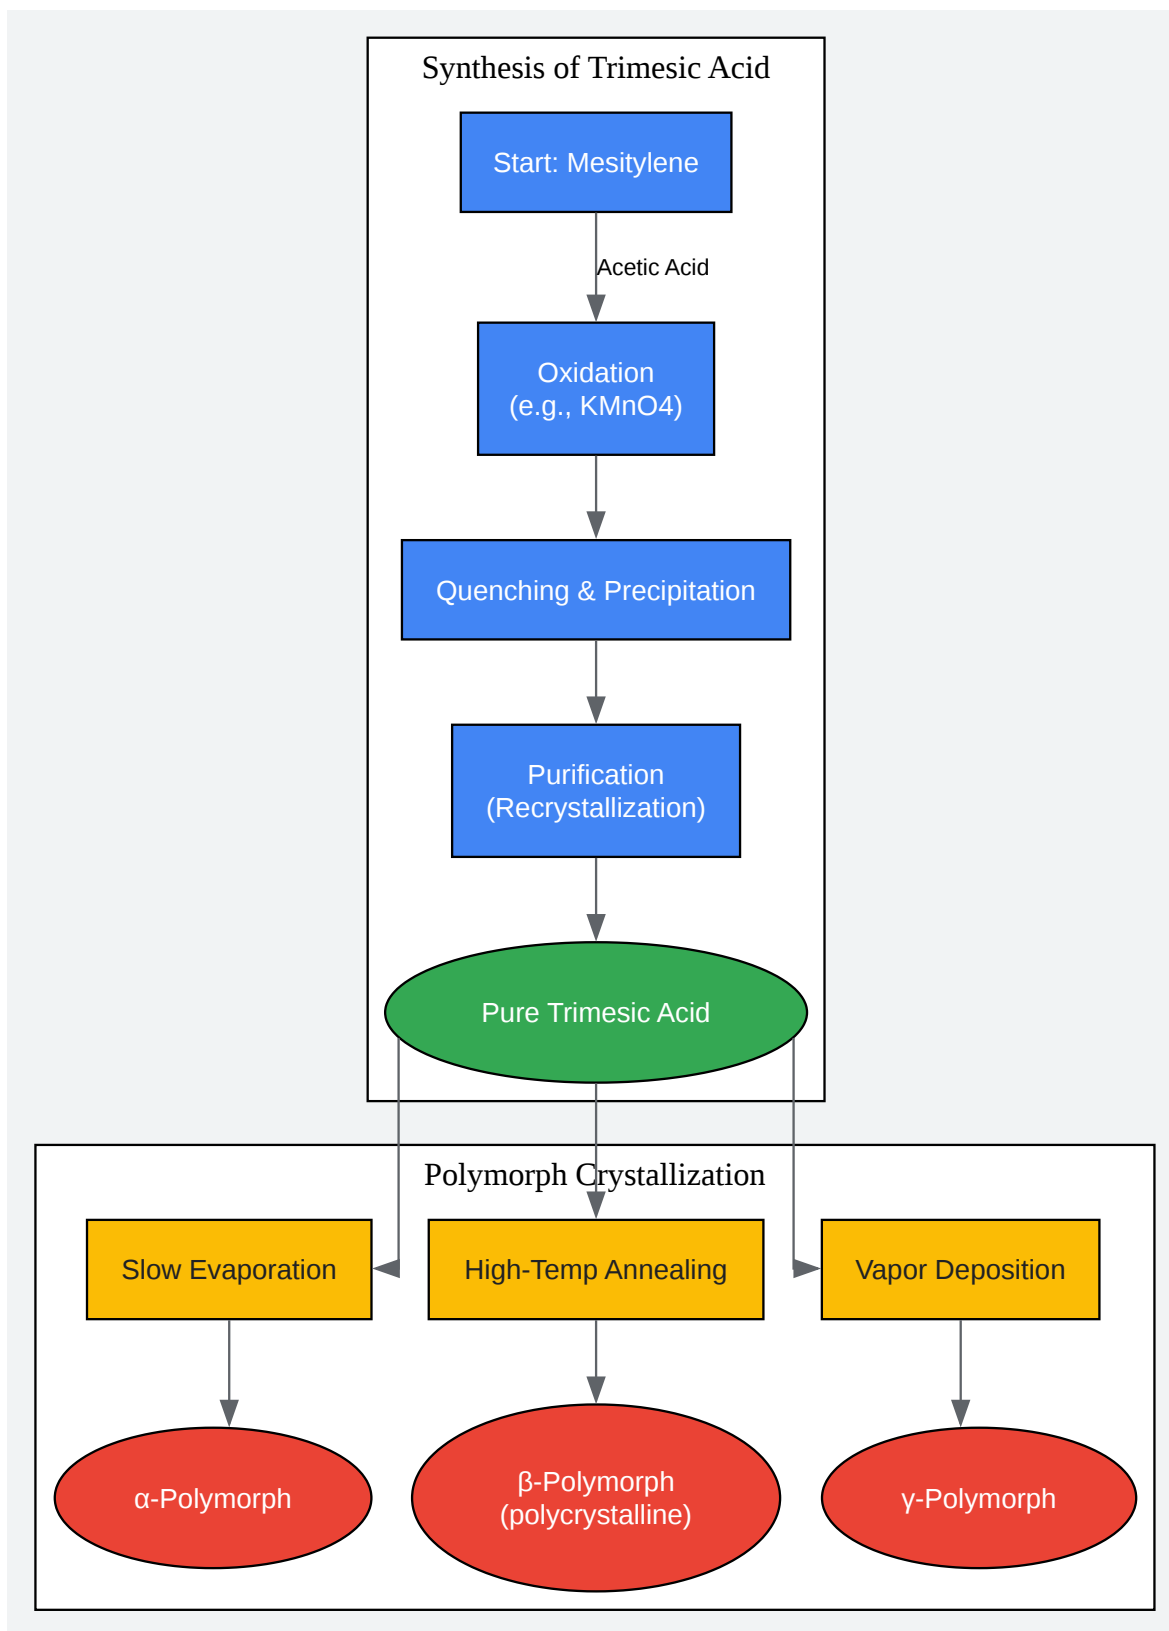 Synthesis of Trimesic Acid
Start: Mesitylene
Acetic Acid
Oxidation
(e.g., KMnO4)
Quenching & Precipitation
Purification
(Recrystallization)
Pure Trimesic Acid
Polymorph Crystallization
Slow Evaporation
High-Temp Annealing
Vapor Deposition
α-Polymorph
β-Polymorph
(polycrystalline)
γ-Polymorph